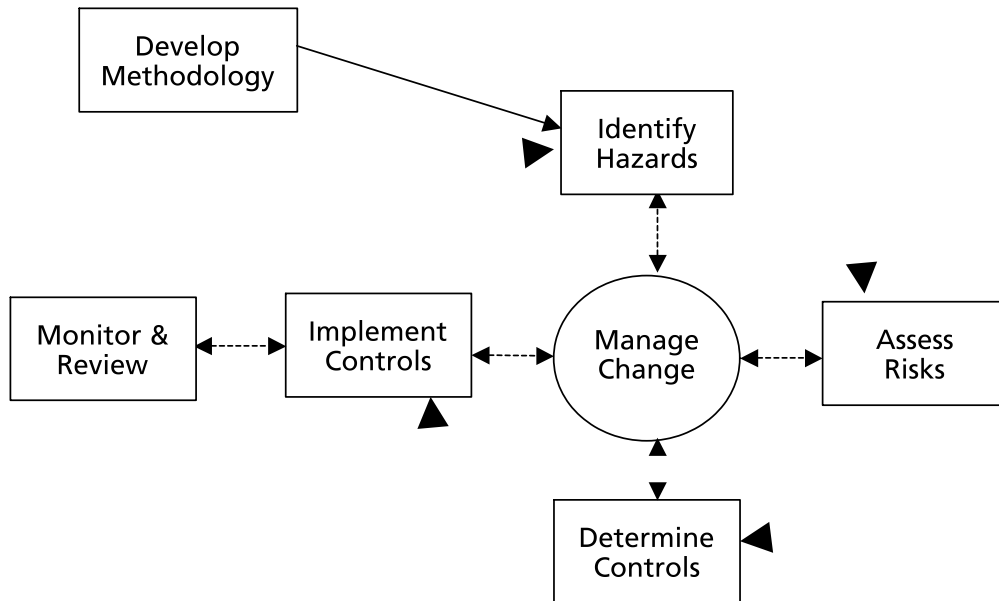 Develop
Methodology
Identify
Hazards
Monitor &
Review
Implement
Controls
Manage
Change
Assess
Risks
Determine
Controls